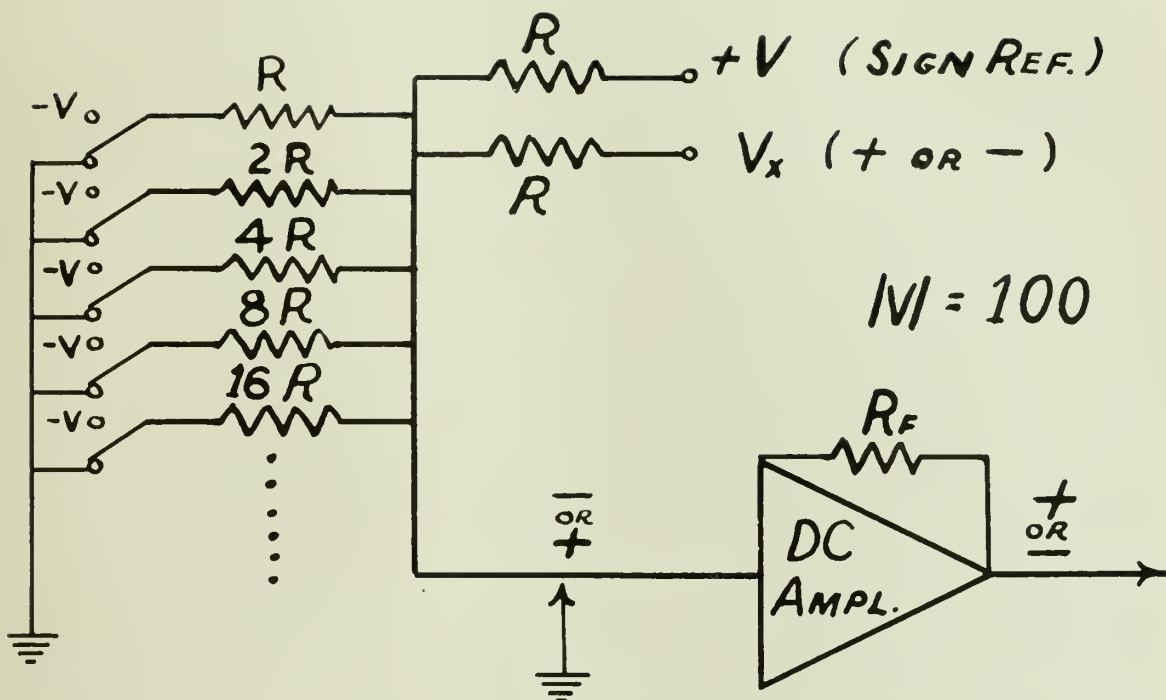 R
+V (SIGN REF.)
R
-V
2R
Vx (+ OR -)
-V
R
4R
-V
|V| = 100
8R
-V
16R
RF
-V
- OR +
+ OR -
DC
AMPL.